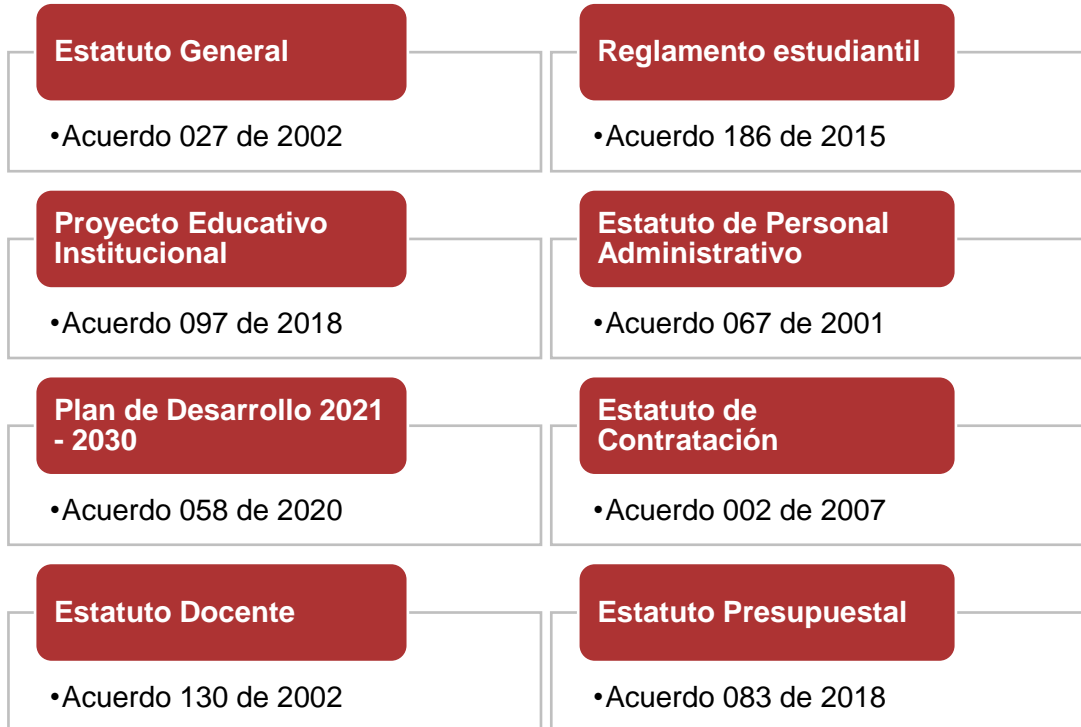 Estatuto General
•Acuerdo 027 de 2002
Reglamento estudiantil
•Acuerdo 186 de 2015
Proyecto Educativo
Institucional
•Acuerdo 097 de 2018
Estatuto de Personal
Administrativo
•Acuerdo 067 de 2001
Plan de Desarrollo 2021
- 2030
•Acuerdo 058 de 2020
Estatuto de
Contratación
•Acuerdo 002 de 2007
Estatuto Docente
•Acuerdo 130 de 2002
Estatuto Presupuestal
•Acuerdo 083 de 2018